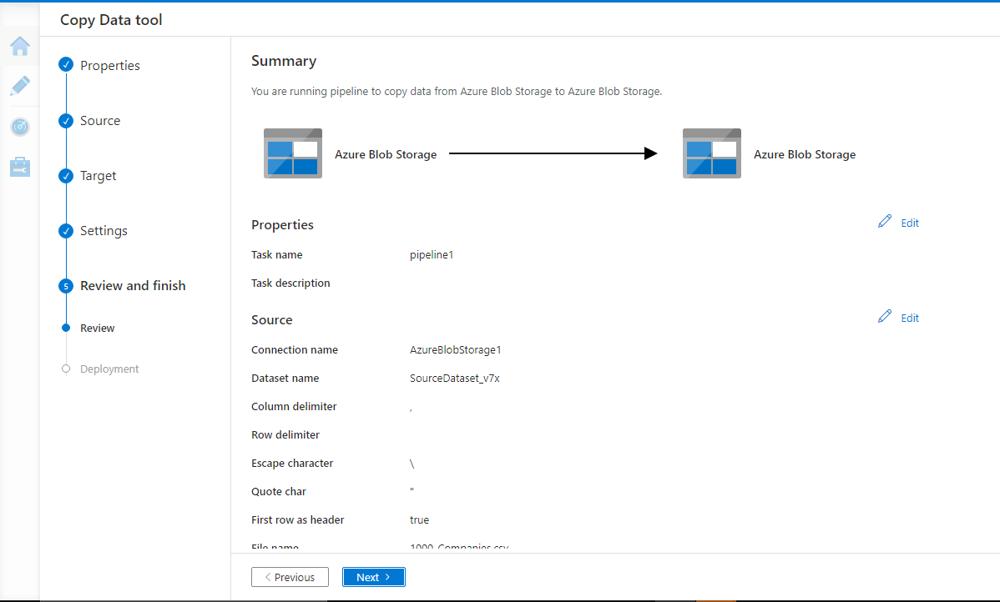 Copy Data tool
Properties
Source
Target
Settings
5 Review and finish
Review
Deployment
Summary
You are running pipeline to copy data from Azure Blob Storage to Azure Blob Storage.
Azure Blob Storage
Azure Blob Storage
Properties Edit
Task name pipeline1
Task description
Source Edit
Connection name AzureBlobStorage1
Dataset name SourceDataset_v7x
Column delimiter ,
Row delimiter
Escape character \
Quote char "
First row as header true
File name 1000_Companies.csv
< Previous Next >